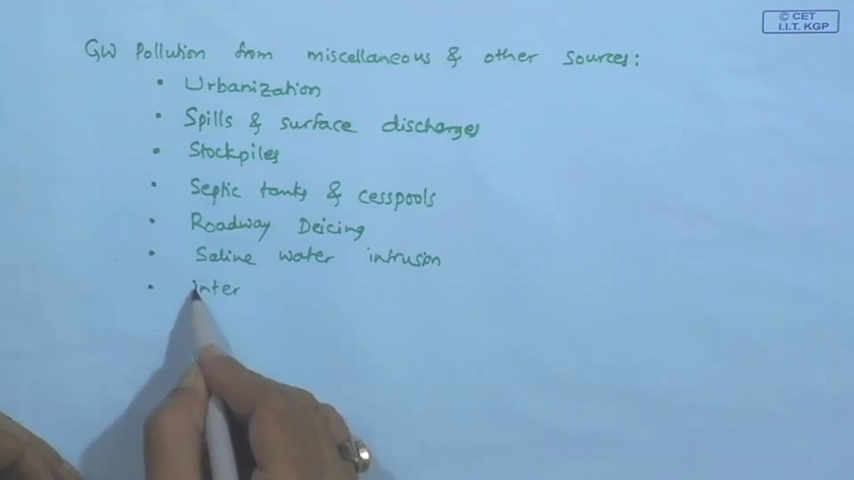 © CET
I.I.T. KGP
GW Pollution from miscellaneous & other sources:
• Urbanization
• Spills & surface discharges
• Stockpiles
• Septic tanks & cesspools
• Roadway Deicing
• Saline water intrusion
• Inter